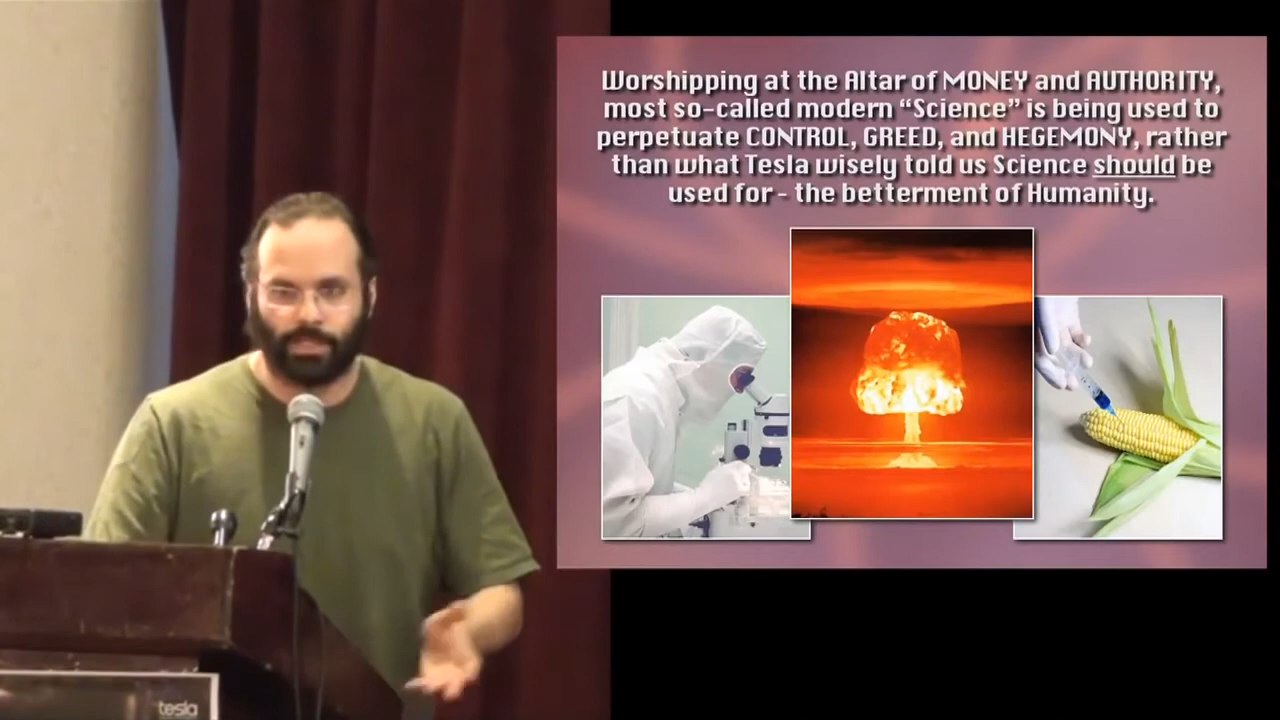 Worshipping at the Altar of MONEY and AUTHORITY,
most so-called modern “Science” is being used to
perpetuate CONTROL, GREED, and HEGEMONY, rather
than what Tesla wisely told us Science should be
used for - the betterment of Humanity.
tesla